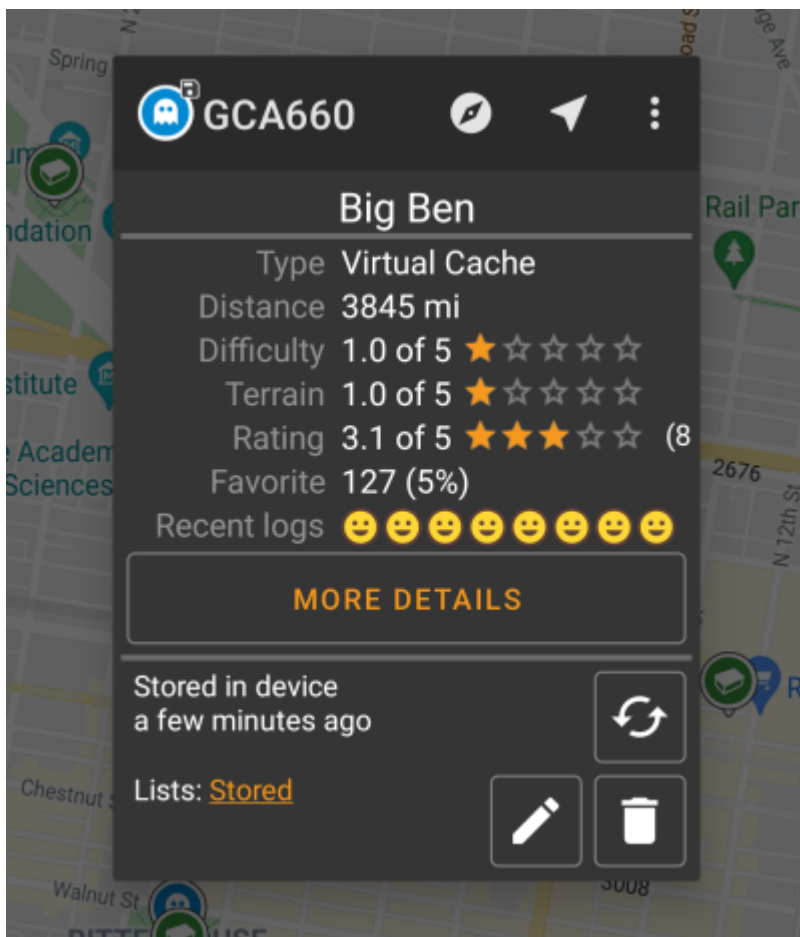 Spring
GCA660
Big Ben
Rail Par
ndation
Type Virtual Cache
Distance 3845 mi
Difficulty 1.0 of 5
Terrain 1.0 of 5
stitute
Rating 3.1 of 5 (8
e Academ
Sciences
Favorite 127 (5%)
2676
Recent logs
N 12th St
MORE DETAILS
Stored in device
a few minutes ago
Lists: Stored
Chestnut S
Walnut St
3008